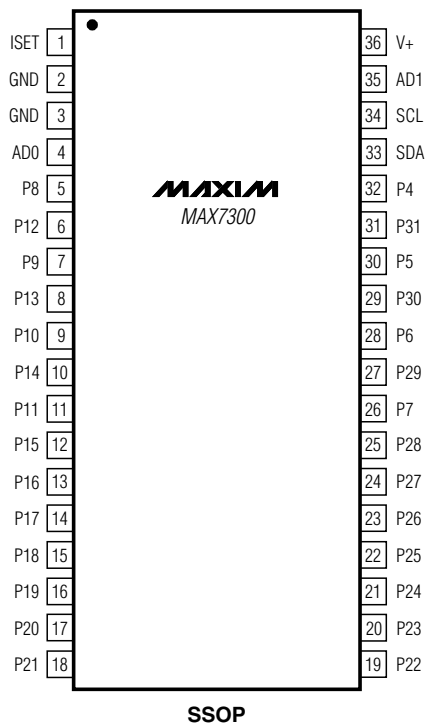 ISET 1 36 V+
GND 2 35 AD1
GND 3 34 SCL
AD0 4 33 SDA
P8 5 MAXIM 32 P4
P12 6 MAX7300 31 P31
P9 7 30 P5
P13 8 29 P30
P10 9 28 P6
P14 10 27 P29
P11 11 26 P7
P15 12 25 P28
P16 13 24 P27
P17 14 23 P26
P18 15 22 P25
P19 16 21 P24
P20 17 20 P23
P21 18 19 P22
SSOP